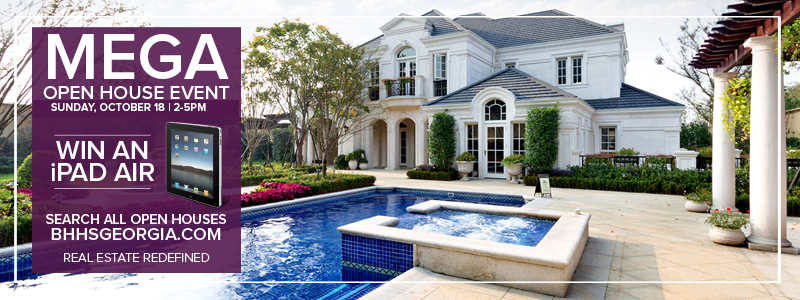 MEGA
OPEN HOUSE EVENT
SUNDAY, OCTOBER 18 | 2-5PM
WIN AN
iPAD AIR
SEARCH ALL OPEN HOUSES
BHHSGEORGIA.COM
REAL ESTATE REDEFINED